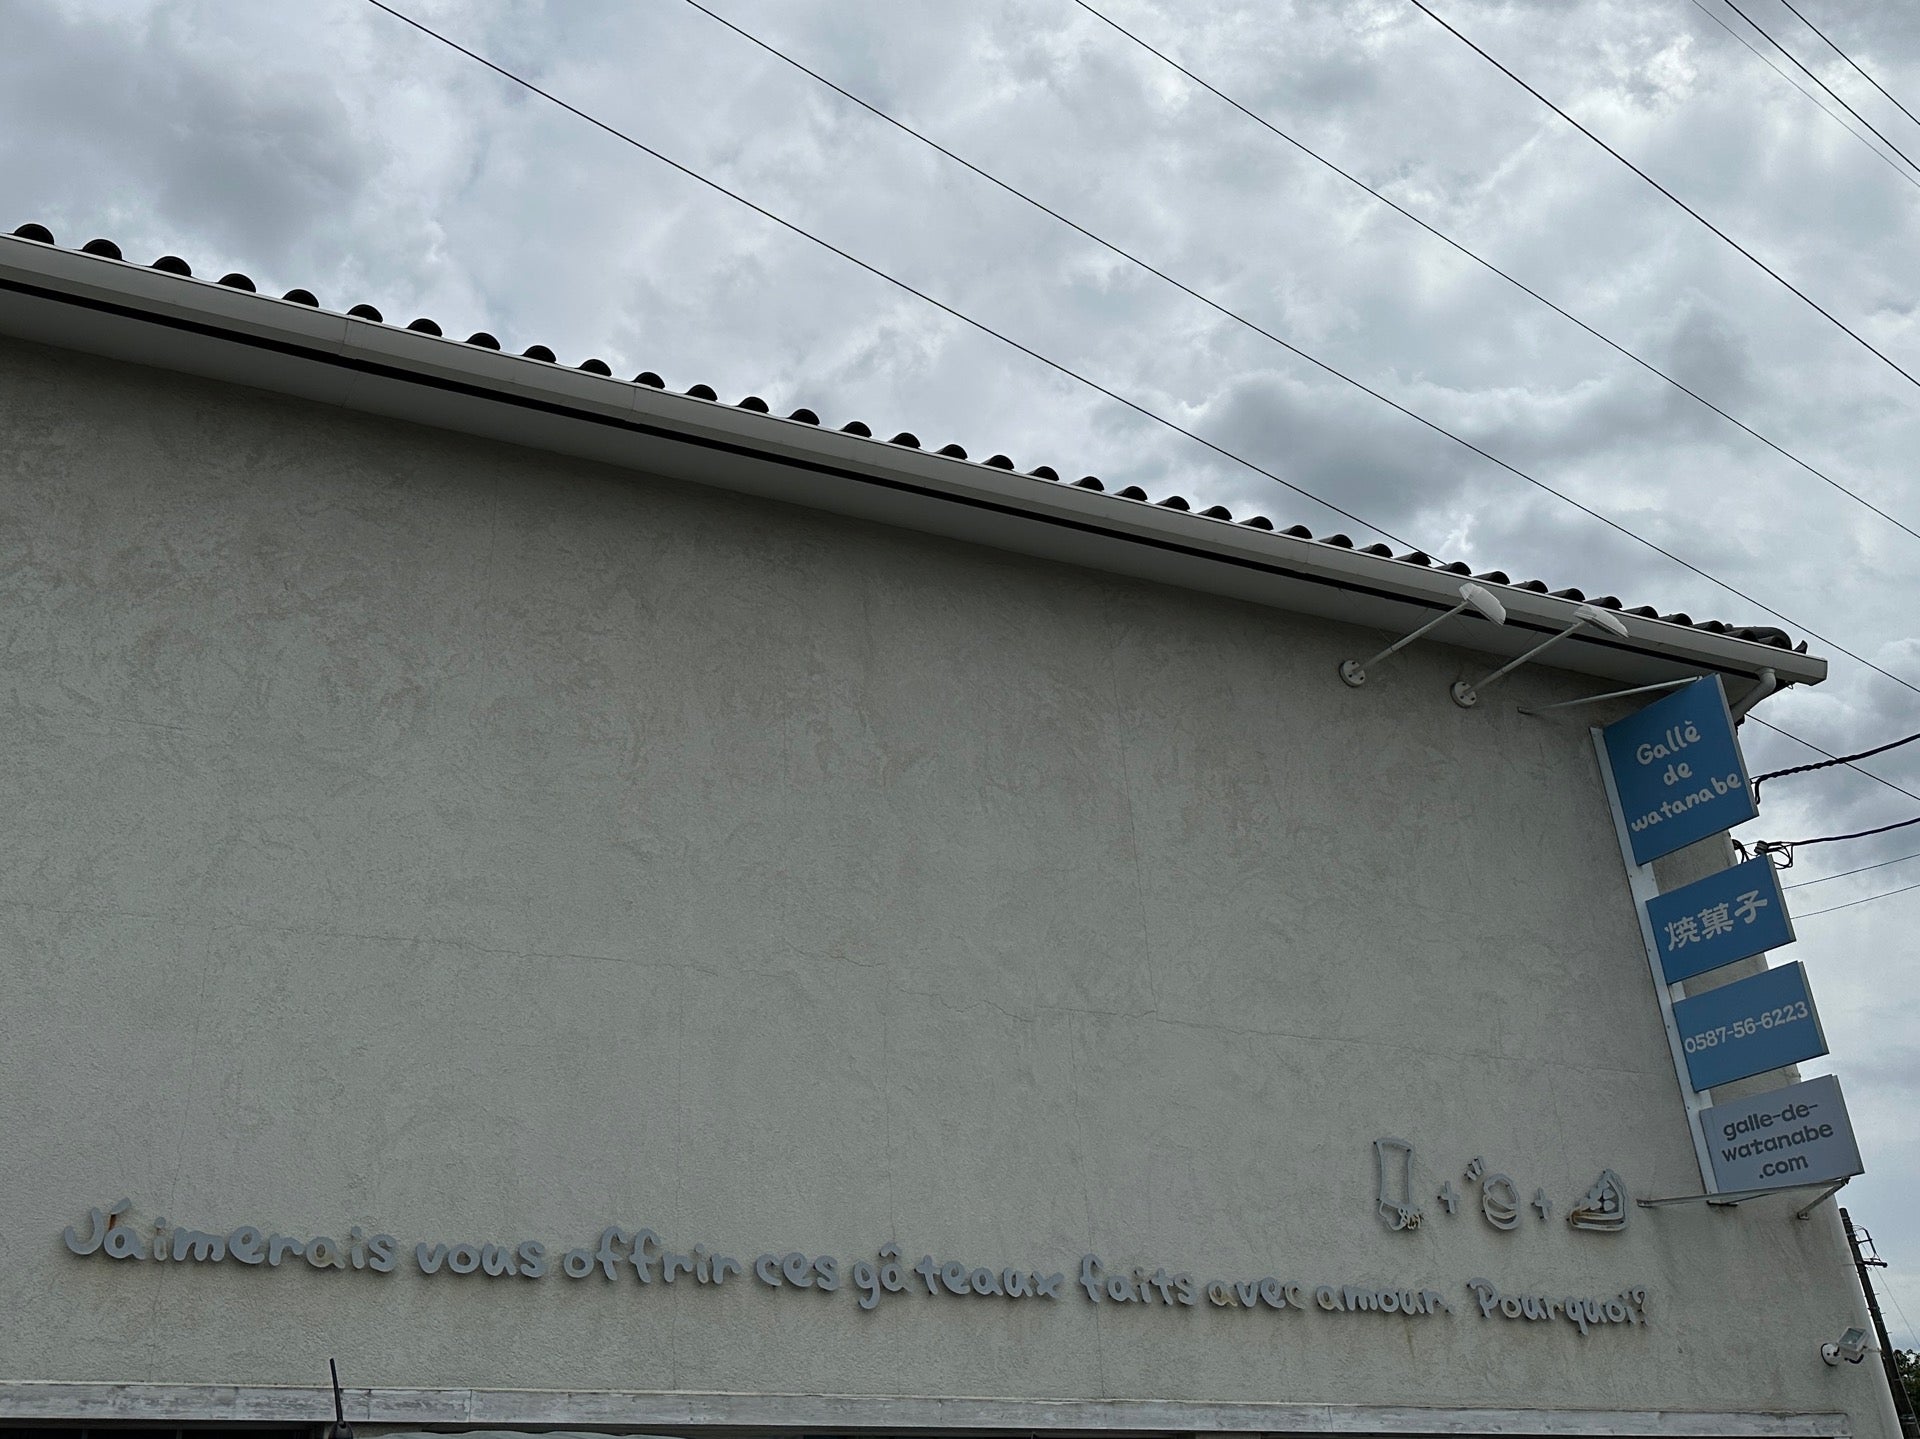 Gallè
de
watanabe
焼菓子
0587-56-6223
galle-de-
watanabe
.com
J'aimerais vous offrir ces gâteaux faits avec amour. Pourquoi?